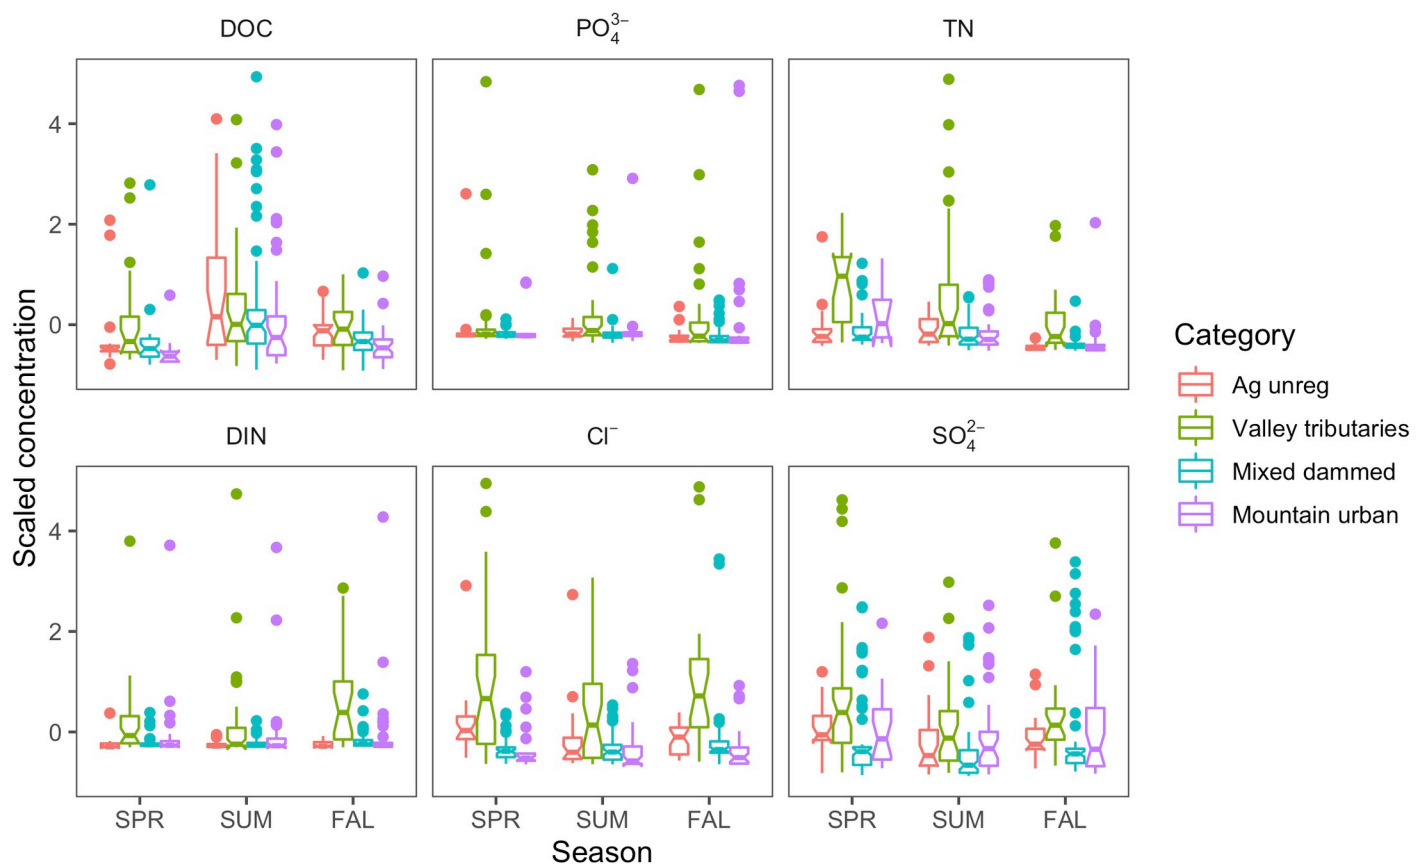 DOC
PO₄³⁻
TN
4
2
0
DIN
Cl⁻
SO₄²⁻
4
2
0
SPR SUM FAL
SPR SUM FAL
SPR SUM FAL
Scaled concentration
Season
Category
Ag unreg
Valley tributaries
Mixed dammed
Mountain urban